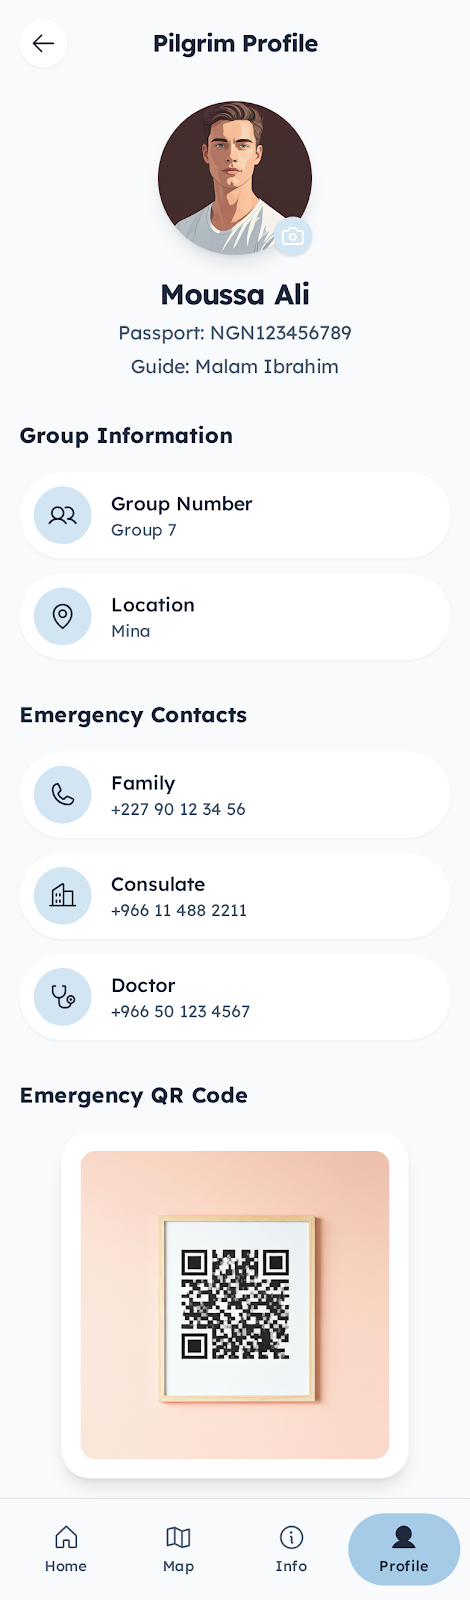 Pilgrim Profile
Moussa Ali
Passport: NGN123456789
Guide: Malam Ibrahim
Group Information
Group Number
Group 7
Location
Mina
Emergency Contacts
Family
+227 90 12 34 56
Consulate
+966 11 488 2211
Doctor
+966 50 123 4567
Emergency QR Code
Home
Map
Info
Profile